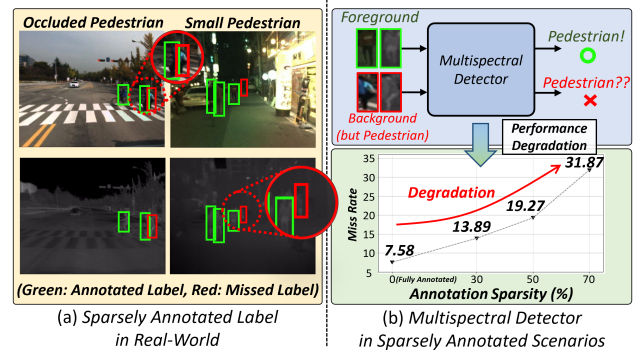 Occluded Pedestrian
Small Pedestrian
(Green: Annotated Label, Red: Missed Label)
(a) Sparsely Annotated Label
in Real-World
Foreground
Background
(but Pedestrian)
Multispectral
Detector
Pedestrian!
Pedestrian??
Performance
Degradation
Miss Rate
35
30
25
20
15
10
5
Degradation
7.58
13.89
19.27
31.87
0(Fully Annotated) 30 50 70
Annotation Sparsity (%)
(b) Multispectral Detector
in Sparsely Annotated Scenarios